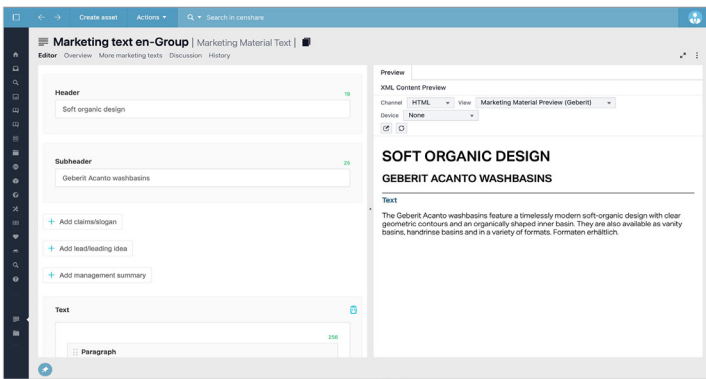 Create asset Actions Search in censhare
Marketing text en-Group | Marketing Material Text |
Editor Overview More marketing texts Discussion History
Header
19
Soft organic design
Subheader
25
Geberit Acanto washbasins
+ Add claims/slogan
+ Add lead/leading idea
+ Add management summary
Text
256
Paragraph
Preview
XML Content Preview
Channel HTML View Marketing Material Preview (Geberit)
Device None
SOFT ORGANIC DESIGN
GEBERIT ACANTO WASHBASINS
Text
The Geberit Acanto washbasins feature a timelessly modern soft-organic design with clear
geometric contours and an organically shaped inner basin. They are also available as vanity
basins, handrinse basins and in a variety of formats. Formaten erhältlich.